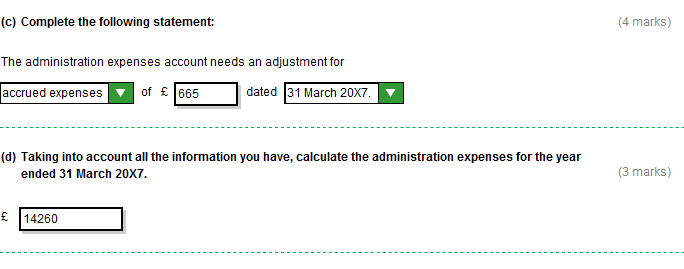 (c) Complete the following statement: (4 marks)
The administration expenses account needs an adjustment for
accrued expenses of £ 665 dated 31 March 20X7.
(d) Taking into account all the information you have, calculate the administration expenses for the year
ended 31 March 20X7. (3 marks)
£ 14260